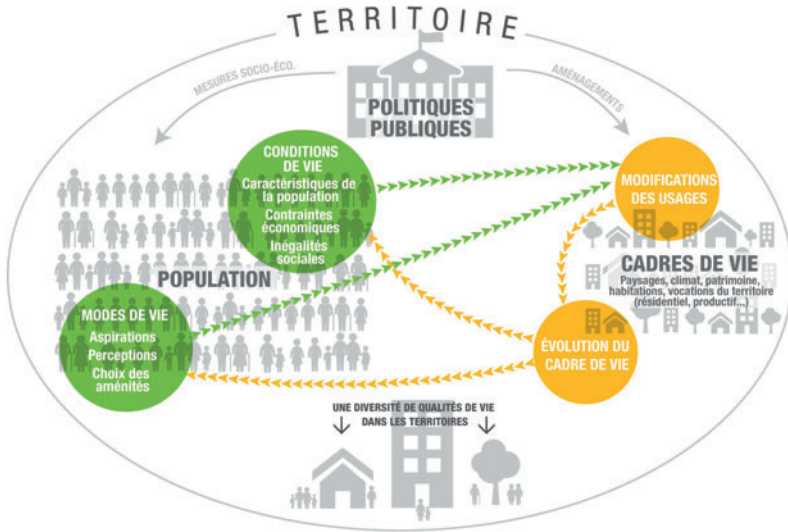 TERRITOIRE
MESURES SOCIO-ÉCO.
AMÉNAGEMENTS
POLITIQUES
PUBLIQUES
CONDITIONS
DE VIE
Caractéristiques de
la population
Contraintes
économiques
Inégalités
sociales
MODIFICATIONS
DES USAGES
POPULATION
CADRES DE VIE
Paysages, climat, patrimoine,
habitations, vocations du territoire
(résidentiel, productif...)
MODES DE VIE
Aspirations
Perceptions
Choix des
aménités
ÉVOLUTION DU
CADRE DE VIE
UNE DIVERSITÉ DE QUALITÉS DE VIE
DANS LES TERRITOIRES